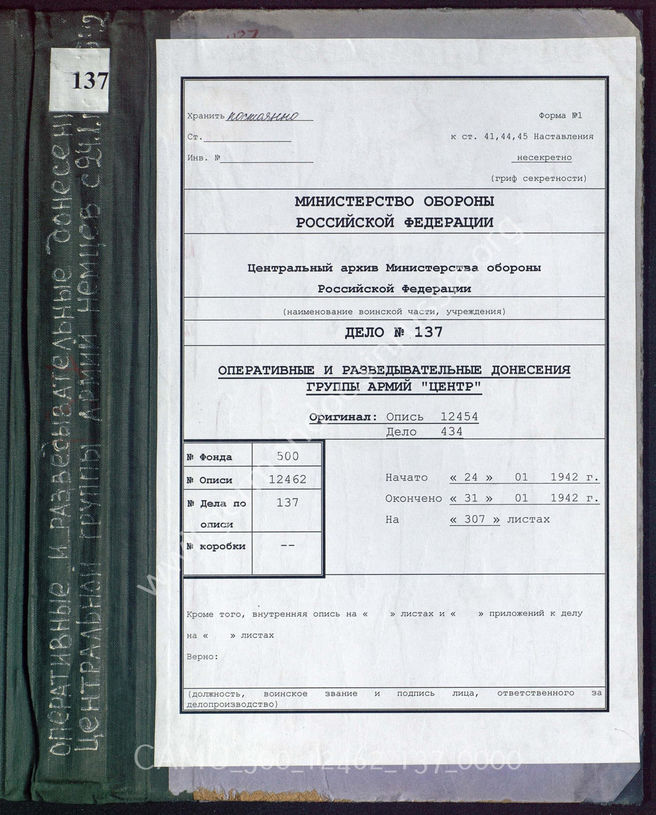 137
ОПЕРАТИВНЫЕ И РАЗВЕДЫВАТЕЛЬНЫЕ донесени
Центральной группы армий немцев с 24.1.
Хранить постоянно
Форма №1
Ст.
к ст. 41,44,45 Наставления
Инв. №
несекретно
(гриф секретности)
МИНИСТЕРСТВО ОБОРОНЫ
РОССИЙСКОЙ ФЕДЕРАЦИИ
Центральный архив Министерства обороны
Российской Федерации
(наименование воинской части, учреждения)
ДЕЛО № 137
ОПЕРАТИВНЫЕ И РАЗВЕДЫВАТЕЛЬНЫЕ ДОНЕСЕНИЯ
ГРУППЫ АРМИЙ "ЦЕНТР"
Оригинал: Опись 12454
Дело 434
№ Фонда 500
№ Описи 12462
№ Дела по описи 137
№ коробки --
Начато « 24 » 01 1942 г.
Окончено « 31 » 01 1942 г.
На « 307 » листах
Кроме того, внутренняя опись на « » листах и « » приложений к делу
на « » листах
Верно:
(должность, воинское звание и подпись лица, ответственного за
делопроизводство)
CAMO_500_12462_137_0000